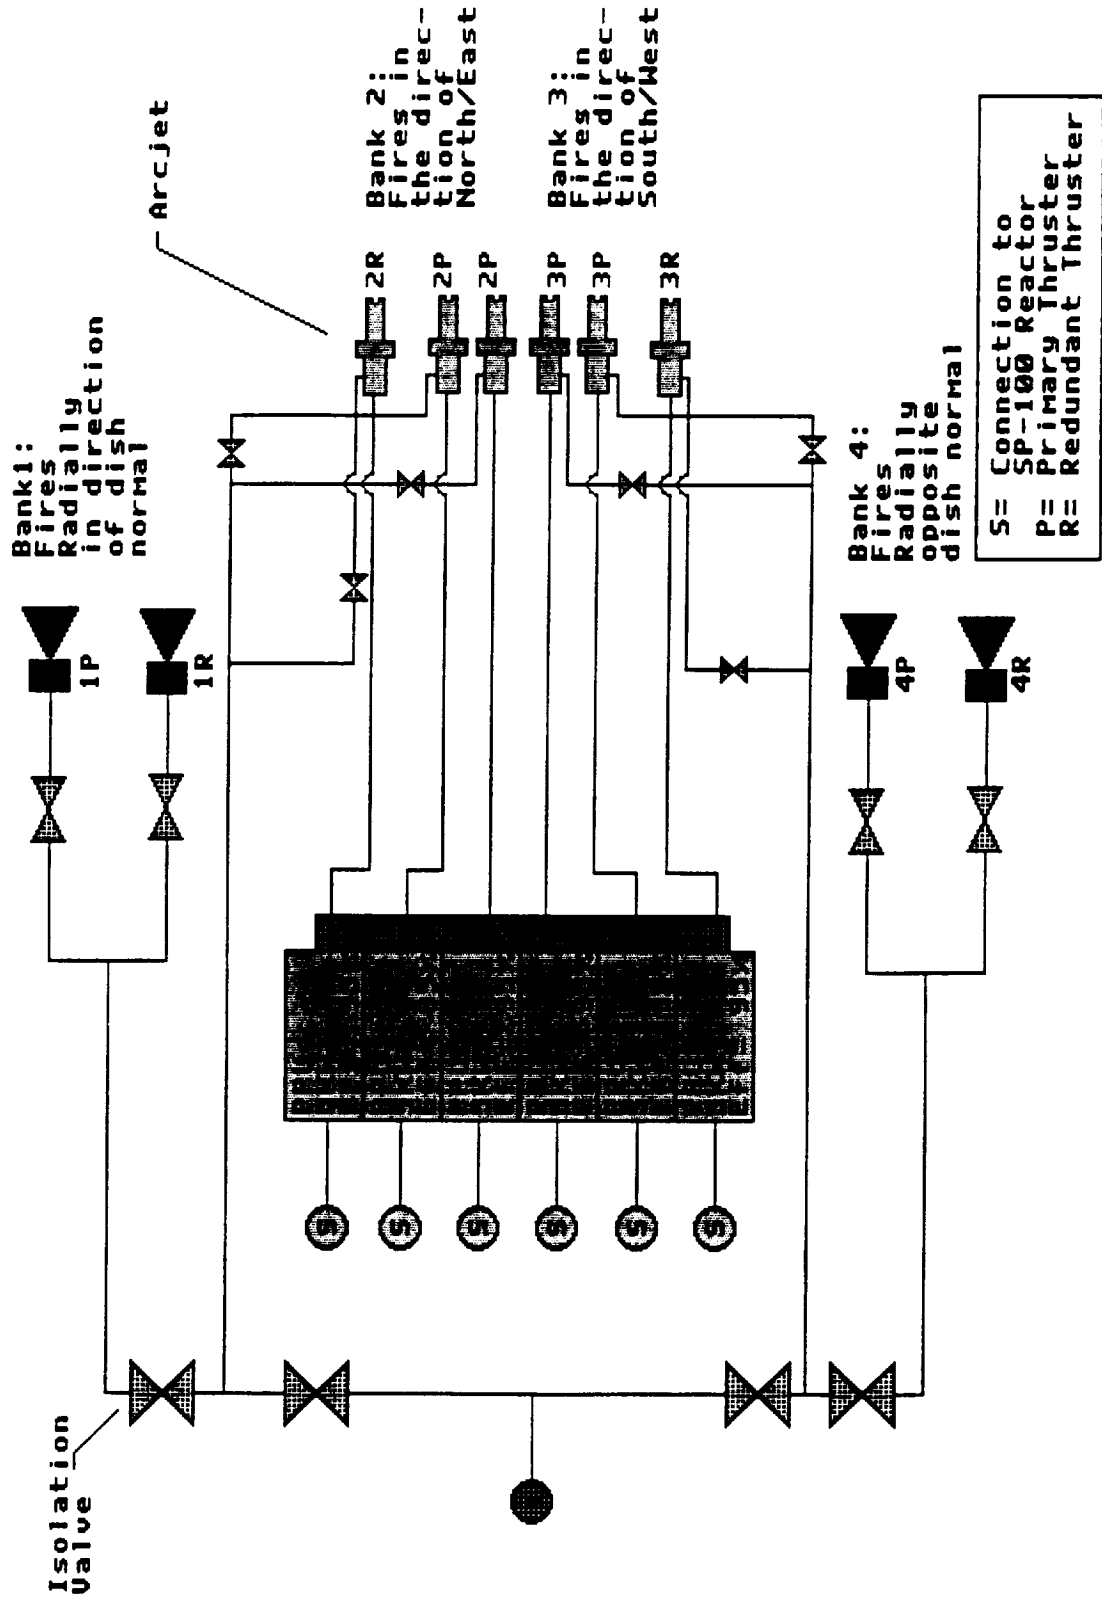 Isolation
Valve
Bank1:
Fires
Radially
in direction
of dish
normal
1P
1R
Arcjet
2R
2P
2P
3P
3P
3R
Bank 2:
Fires in
the direc-
tion of
North/East
Bank 3:
Fires in
the direc-
tion of
South/West
S
S
S
S
S
S
4P
4R
Bank 4:
Fires
Radially
opposite
dish normal
S= Connection to
SP-100 Reactor
P= Primary Thruster
R= Redundant Thruster